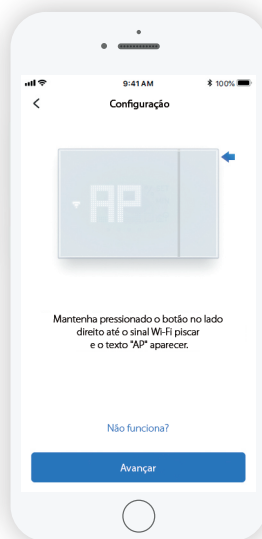 9:41 AM
100%
Configuração
AP
Mantenha pressionado o botão no lado
direito até o sinal Wi-Fi piscar
e o texto "AP" aparecer.
Não funciona?
Avançar